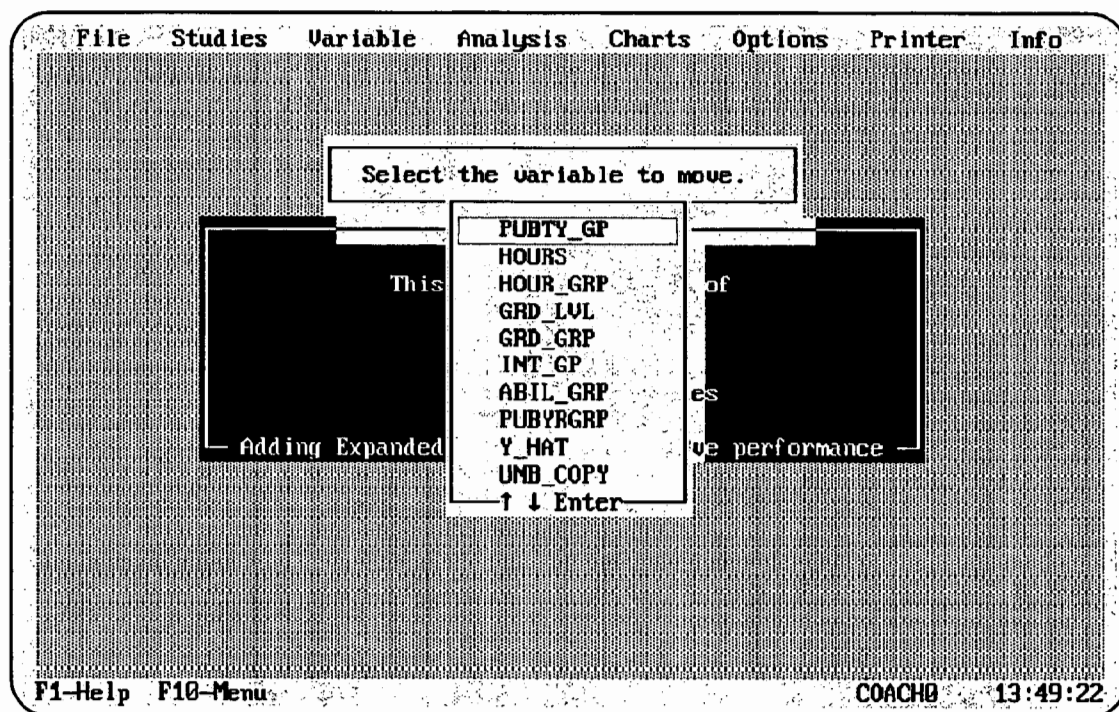 File Studies Variable Analysis Charts Options Printer Info
Select the variable to move.
PUBTY_GP
HOURS
This HOUR_GRP of
GRD_LVL
GRD_GRP
INT_GP
ABIL_GRP es
PUBYRGRP
Adding Expanded Y_HAT ve performance
UNB_COPY
↑ ↓ Enter
F1-Help F10-Menu COACH0 13:49:22